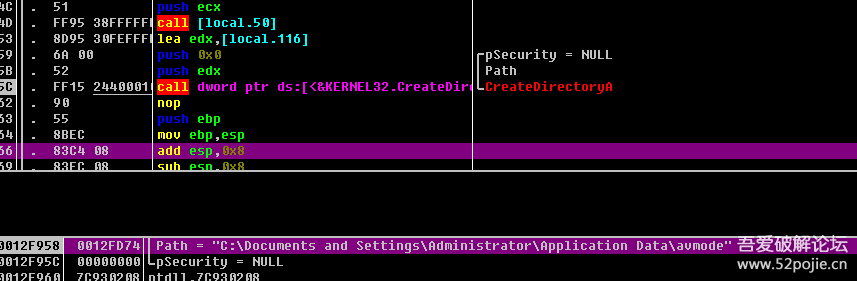 4C . 51 push ecx
4D . FF95 38FFFFF call [local.50]
53 . 8D95 30FEFFF lea edx,[local.116]
59 . 6A 00 push 0x0 pSecurity = NULL
5B . 52 push edx Path
5C . FF15 24400010 call dword ptr ds:[<&KERNEL32.CreateDire CreateDirectoryA
62 . 90 nop
63 . 55 push ebp
64 . 8BEC mov ebp,esp
66 . 83C4 08 add esp,0x8
69 . 83EC 08 sub esp,0x8
0012F958 0012FD74 Path = "C:\Documents and Settings\Administrator\Application Data\avmode"
0012F95C 00000000 pSecurity = NULL
0012F960 7C930208 ntdll.7C930208
吾爱破解论坛
www.52pojie.cn